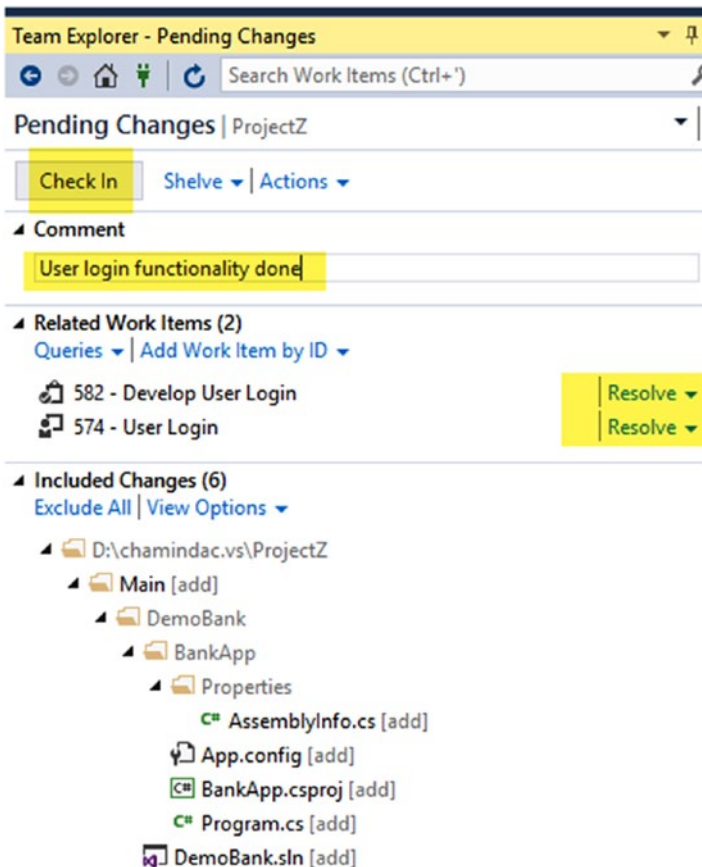 Team Explorer - Pending Changes
Search Work Items (Ctrl+')
Pending Changes | ProjectZ
Check In Shelve | Actions
Comment
User login functionality done
Related Work Items (2)
Queries | Add Work Item by ID
582 - Develop User Login Resolve
574 - User Login Resolve
Included Changes (6)
Exclude All | View Options
D:\chamindac.vs\ProjectZ
Main [add]
DemoBank
BankApp
Properties
C# AssemblyInfo.cs [add]
App.config [add]
C# BankApp.csproj [add]
C# Program.cs [add]
DemoBank.sln [add]